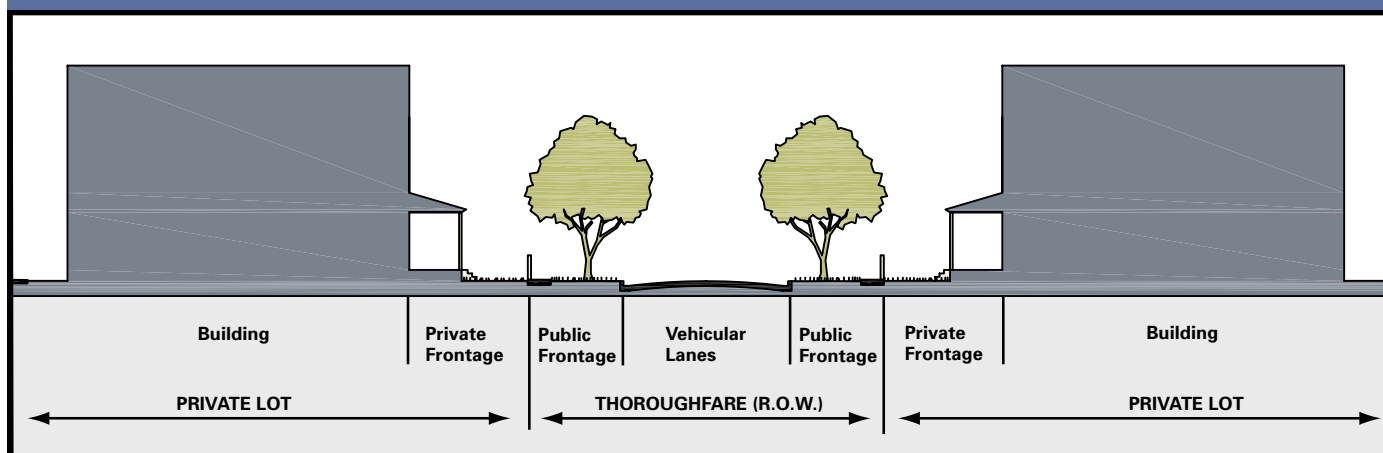 Building
Private
Frontage
Public
Frontage
Vehicular
Lanes
Public
Frontage
Private
Frontage
Building
PRIVATE LOT
THOROUGHFARE (R.O.W.)
PRIVATE LOT